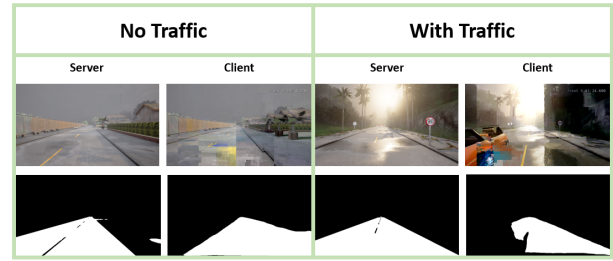 No Traffic
With Traffic
Server
Client
Server
Client